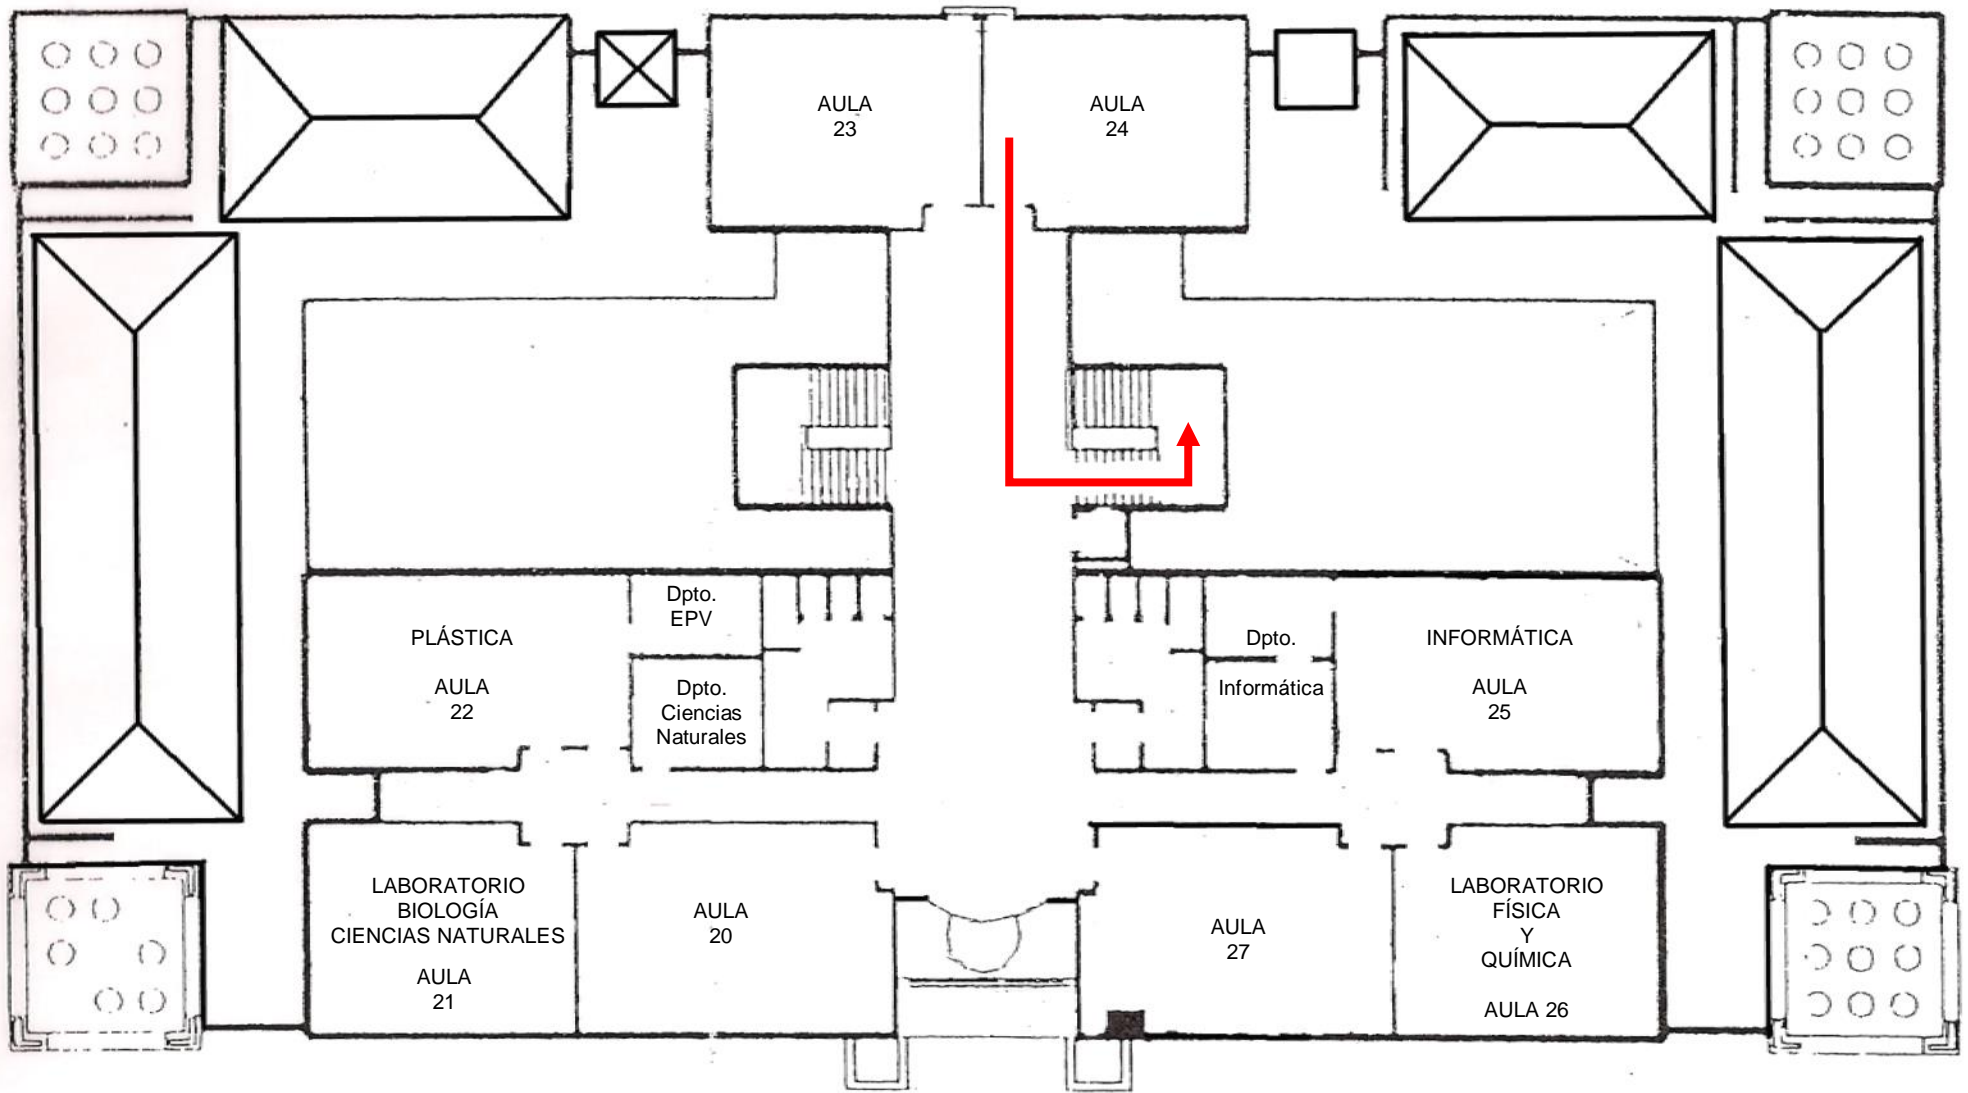 AULA
23
AULA
24
PLÁSTICA
AULA
22
Dpto.
EPV
Dpto.
Ciencias
Naturales
Dpto.
Informática
INFORMÁTICA
AULA
25
LABORATORIO
BIOLOGÍA
CIENCIAS NATURALES
AULA
21
AULA
20
AULA
27
LABORATORIO
FÍSICA
Y
QUÍMICA
AULA 26